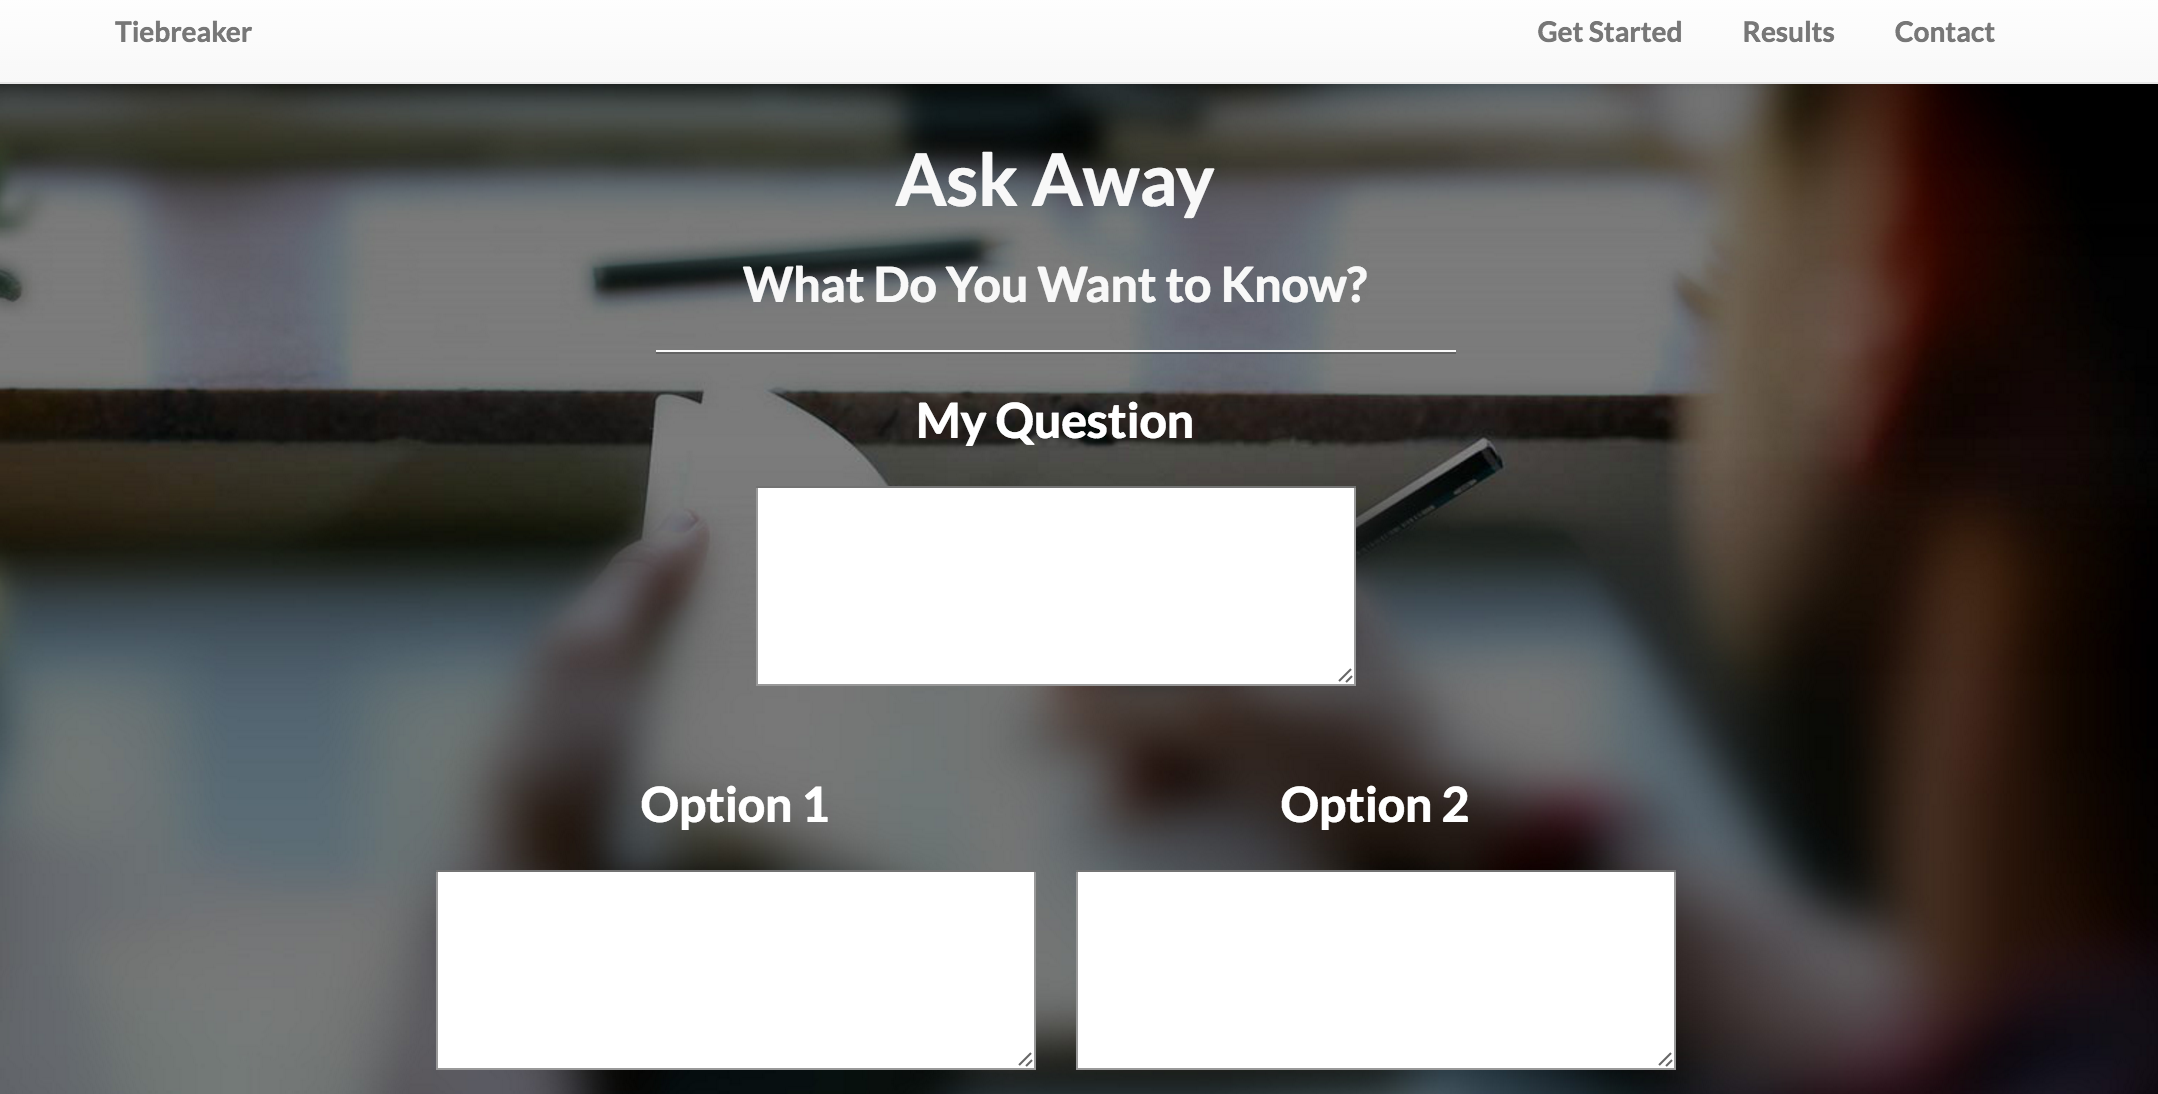 Tiebreaker Get Started Results Contact
Ask Away
What Do You Want to Know?
My Question
Option 1 Option 2